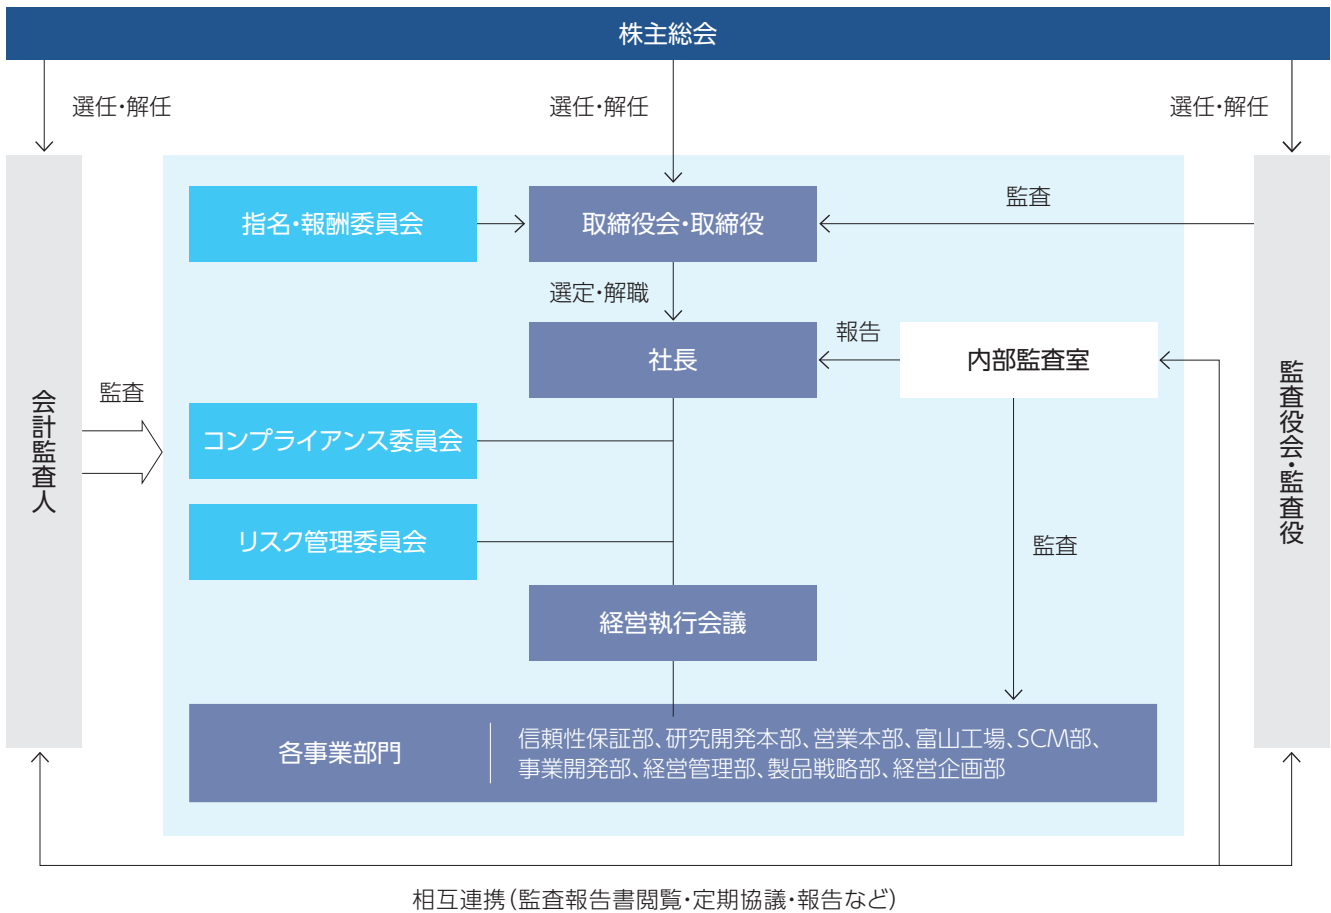 株主総会
選任・解任
選任・解任
選任・解任
指名・報酬委員会
取締役会・取締役
監査
選定・解職
社長
報告
内部監査室
会計監査人
監査
監査役会・監査役
コンプライアンス委員会
リスク管理委員会
監査
経営執行会議
各事業部門
信頼性保証部、研究開発本部、営業本部、富山工場、SCM部、
事業開発部、経営管理部、製品戦略部、経営企画部
相互連携（監査報告書閲覧・定期協議・報告など）